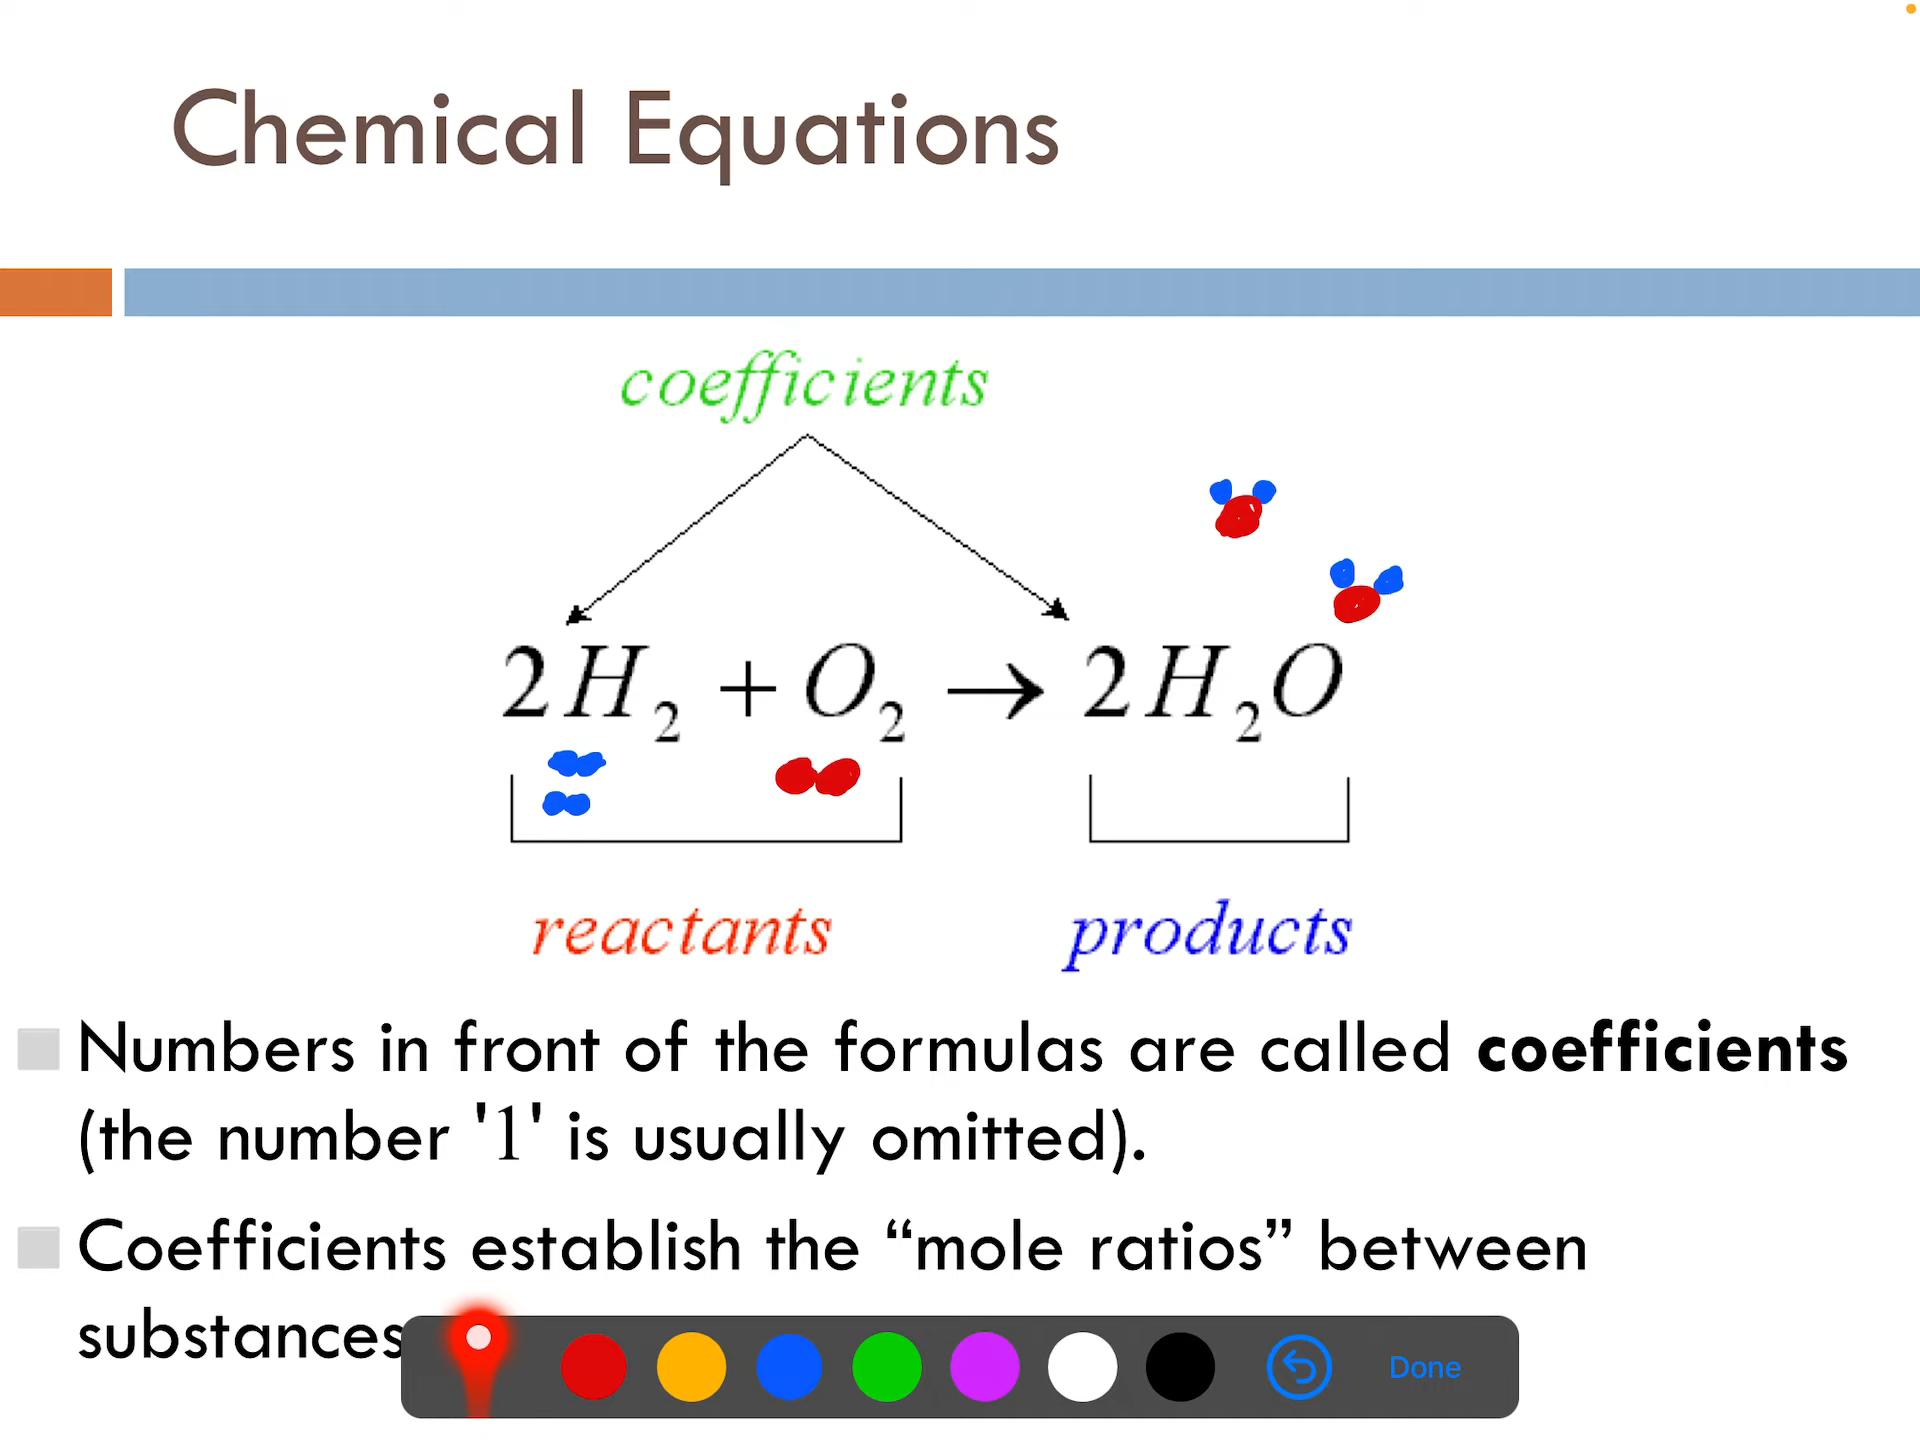 Chemical Equations
coefficients
2H₂ + O₂ → 2H₂O
reactants products
Numbers in front of the formulas are called coefficients
(the number '1' is usually omitted).
Coefficients establish the “mole ratios” between
substances
Done